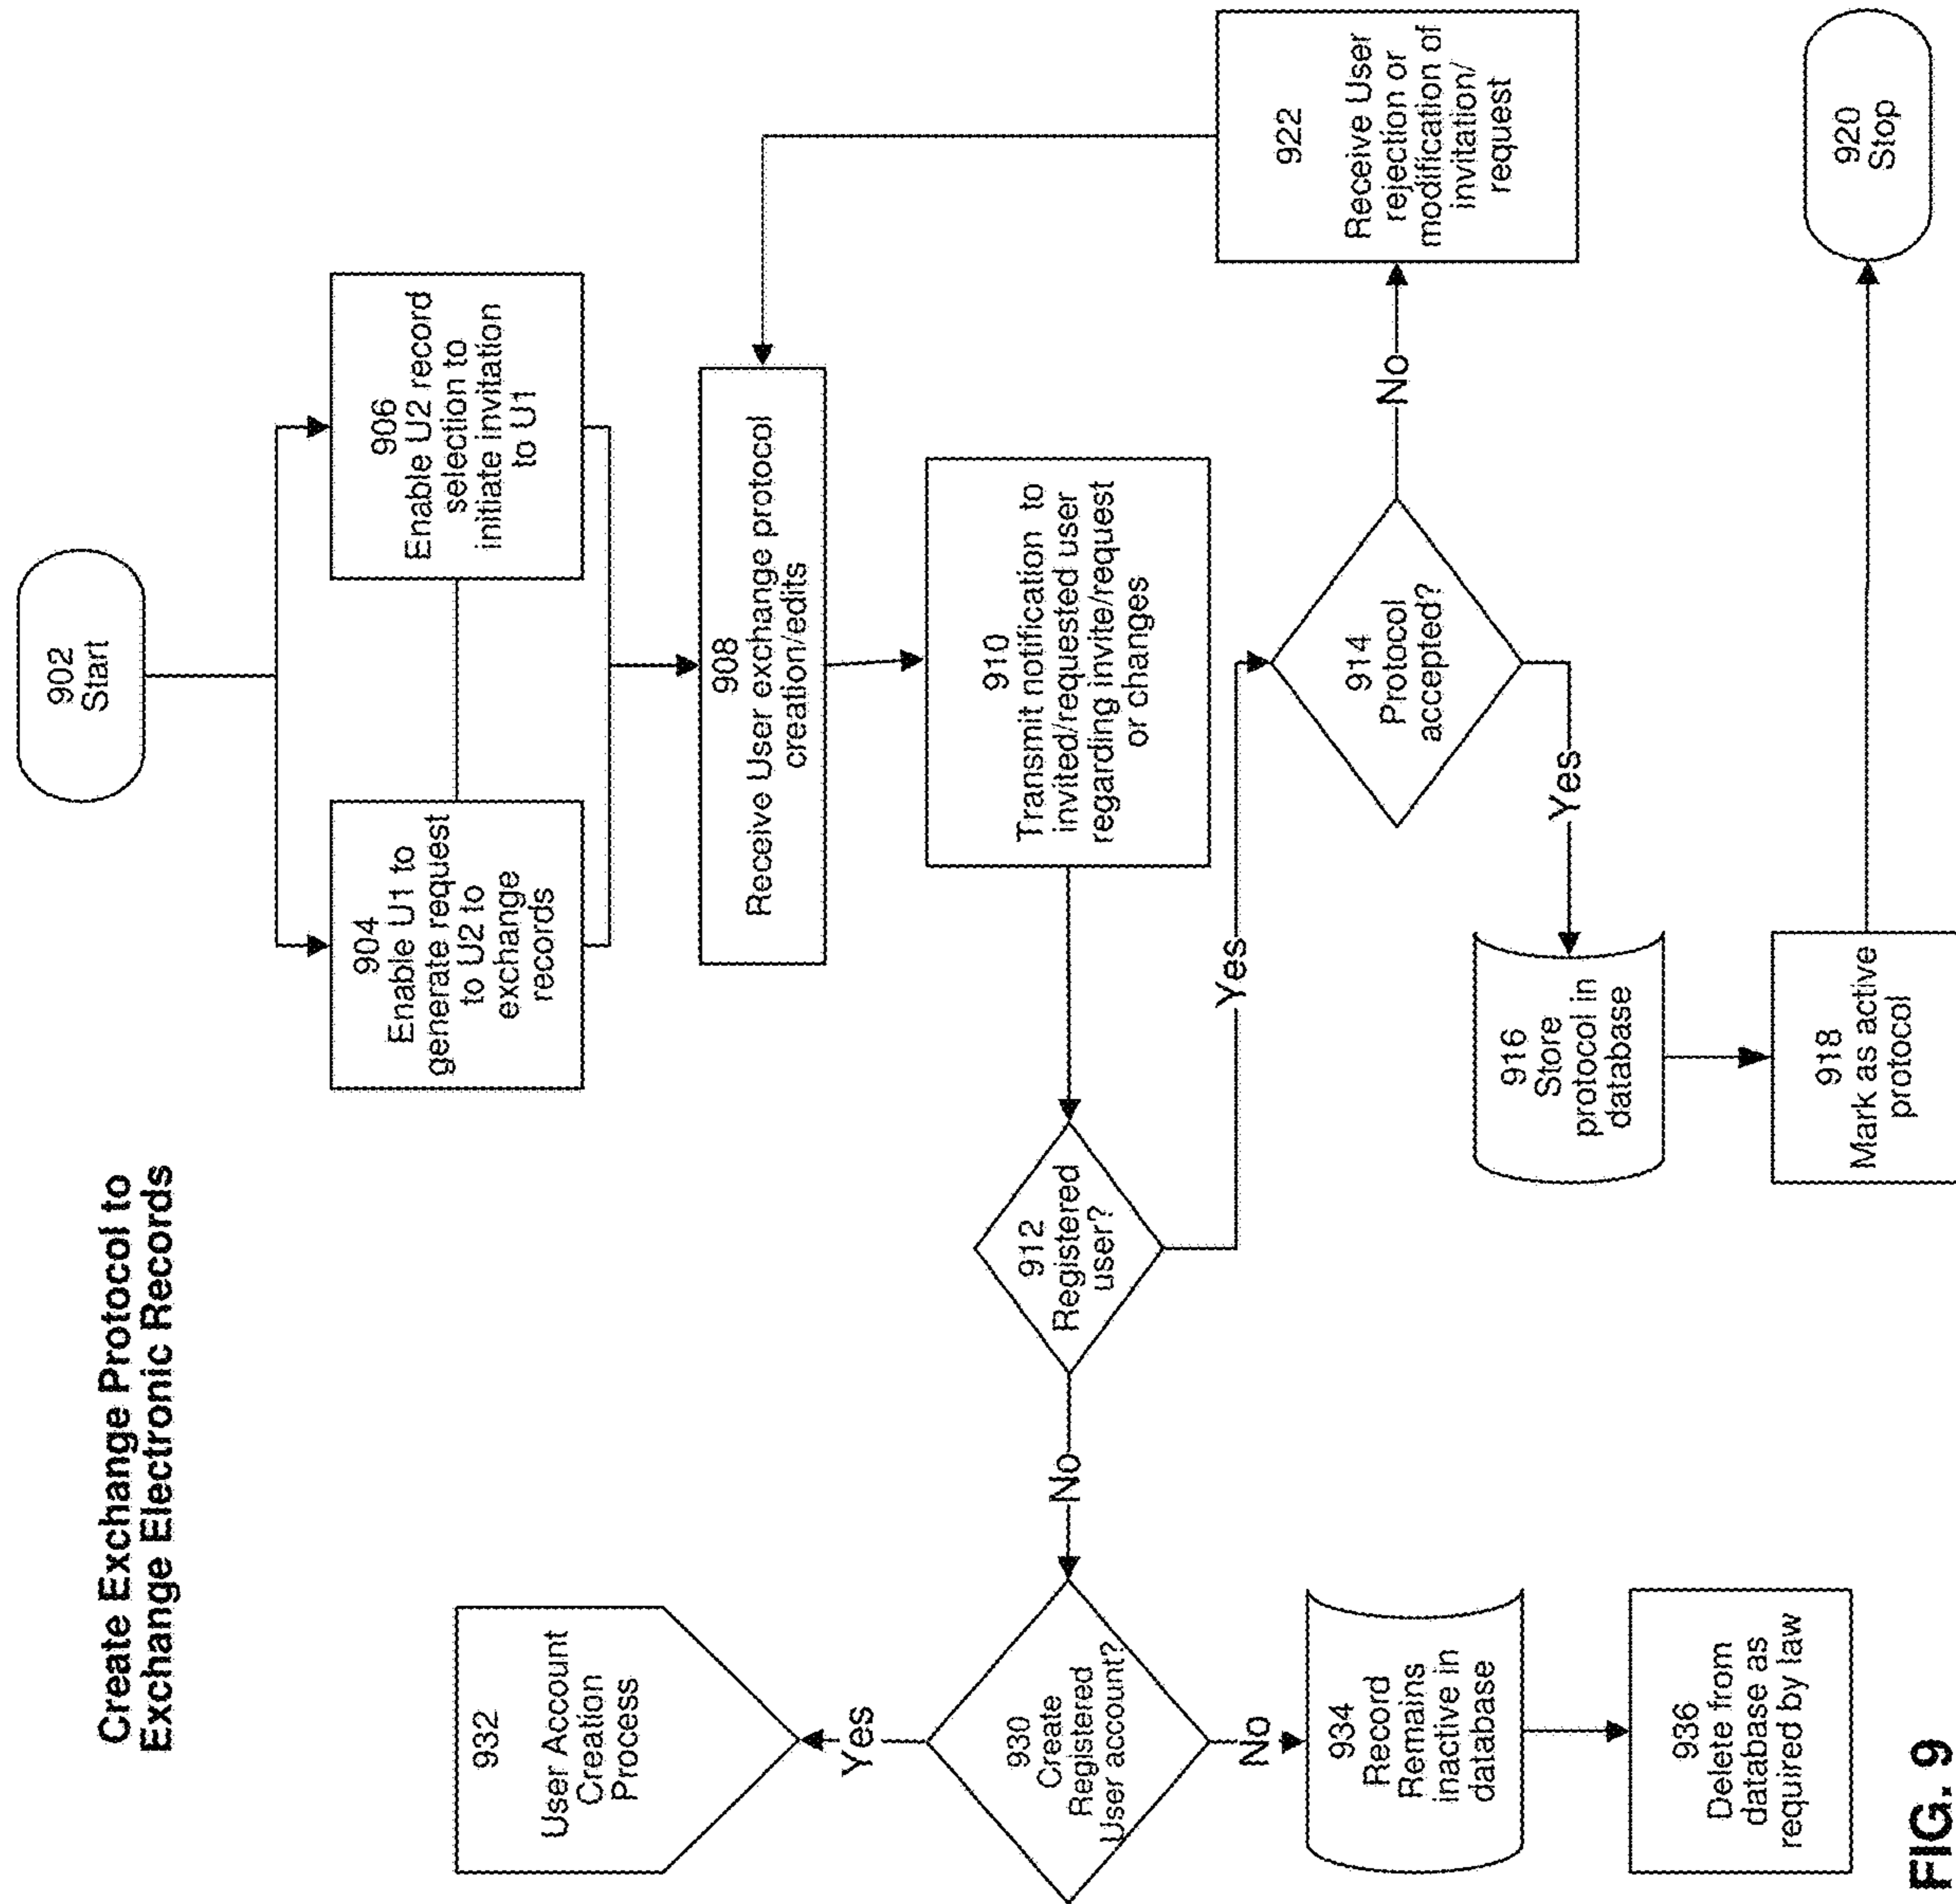 Create Exchange Protocol to
Exchange Electronic Records
902
Start
904
Enable U1 to
generate request
to U2 to
exchange
records
906
Enable U2 record
selection to
initiate invitation
to U1
908
Receive User exchange protocol
creation/edits
910
Transmit notification to
invited/requested user
regarding invite/request
or changes
912
Registered
user?
Yes
No
914
Protocol
accepted?
No
Yes
922
Receive User
rejection or
modification of
invitation/
request
916
Store
protocol in
database
918
Mark as active
protocol
920
Stop
930
Create
Registered
User account?
Yes
No
932
User Account
Creation
Process
934
Record
Remains
inactive in
database
936
Delete from
database as
required by law
FIG. 9